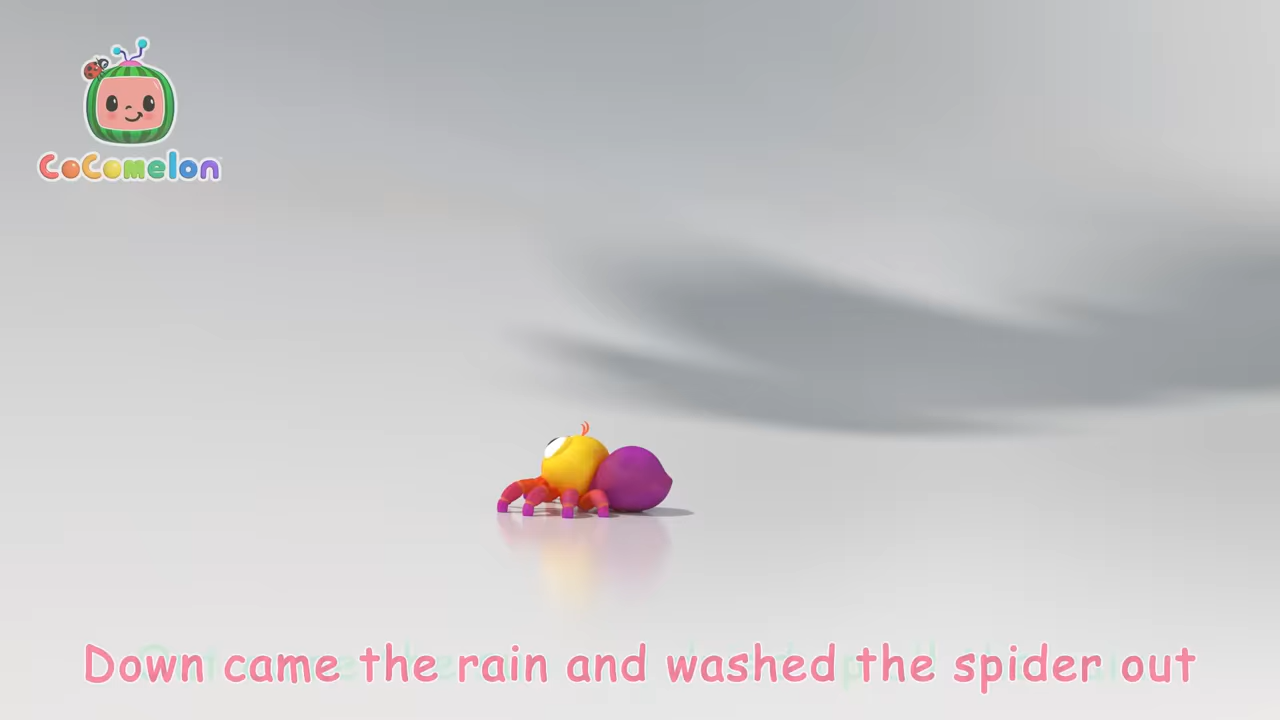 CoComelon
Down came the rain and washed the spider out